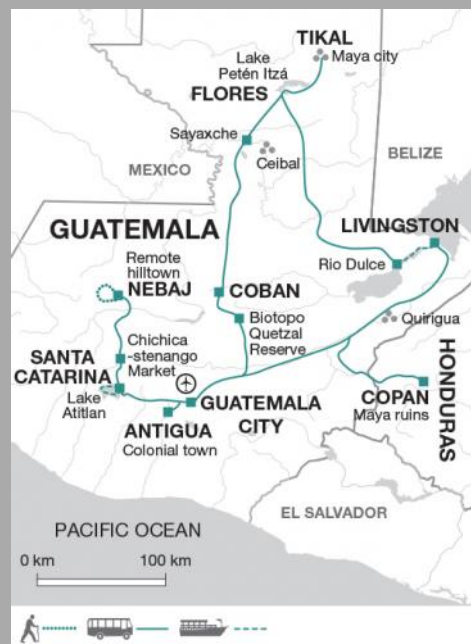 TIKAL
Maya city
Lake
Petén Itzá
FLORES
Sayaxche
Ceibal
MEXICO
BELIZE
GUATEMALA
LIVINGSTON
Rio Dulce
Remote
hilltown
NEBAJ
COBAN
Biotopo
Quetzal
Reserve
Quirigua
Chichica
-stenango
Market
SANTA
CATARINA
Lake
Atitlan
GUATEMALA
CITY
ANTIGUA
Colonial town
COPAN
Maya ruins
HONDURAS
EL SALVADOR
PACIFIC OCEAN
0 km 100 km